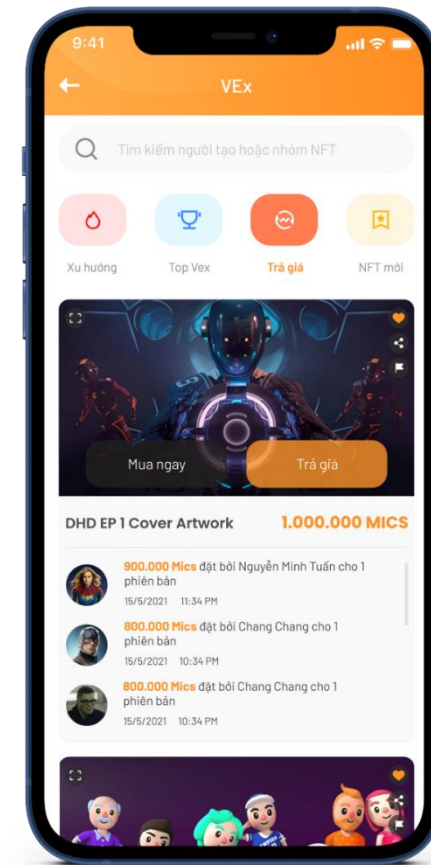 9:41
VEx
Tìm kiếm người tạo hoặc nhóm NFT
Xu hướng
Top Vex
Trả giá
NFT mới
Mua ngay
Trả giá
DHD EP 1 Cover Artwork
1.000.000 MICS
900.000 Mics đặt bởi Nguyễn Minh Tuấn cho 1
phiên bản
15/5/2021 11:34 PM
800.000 Mics đặt bởi Chang Chang cho 1
phiên bản
15/5/2021 10:34 PM
800.000 Mics đặt bởi Chang Chang cho 1
phiên bản
15/5/2021 10:34 PM